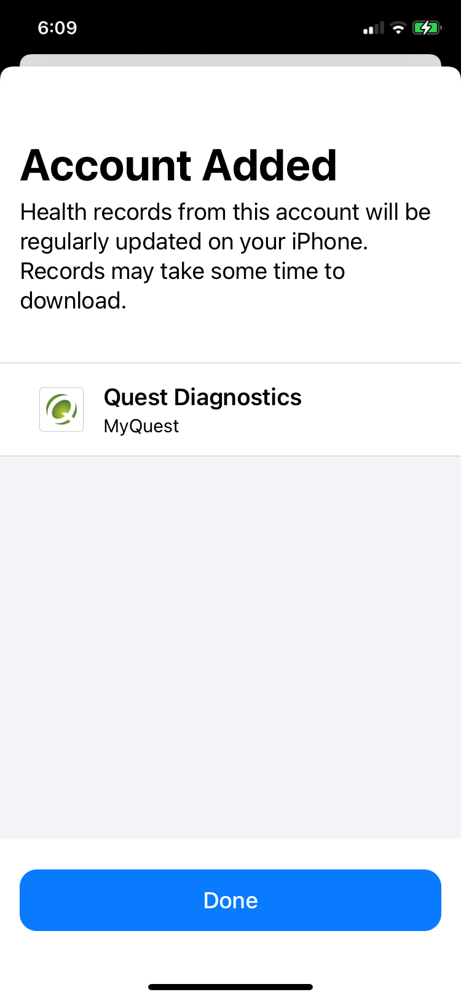 6:09
Account Added
Health records from this account will be
regularly updated on your iPhone.
Records may take some time to
download.
Quest Diagnostics
MyQuest
Done